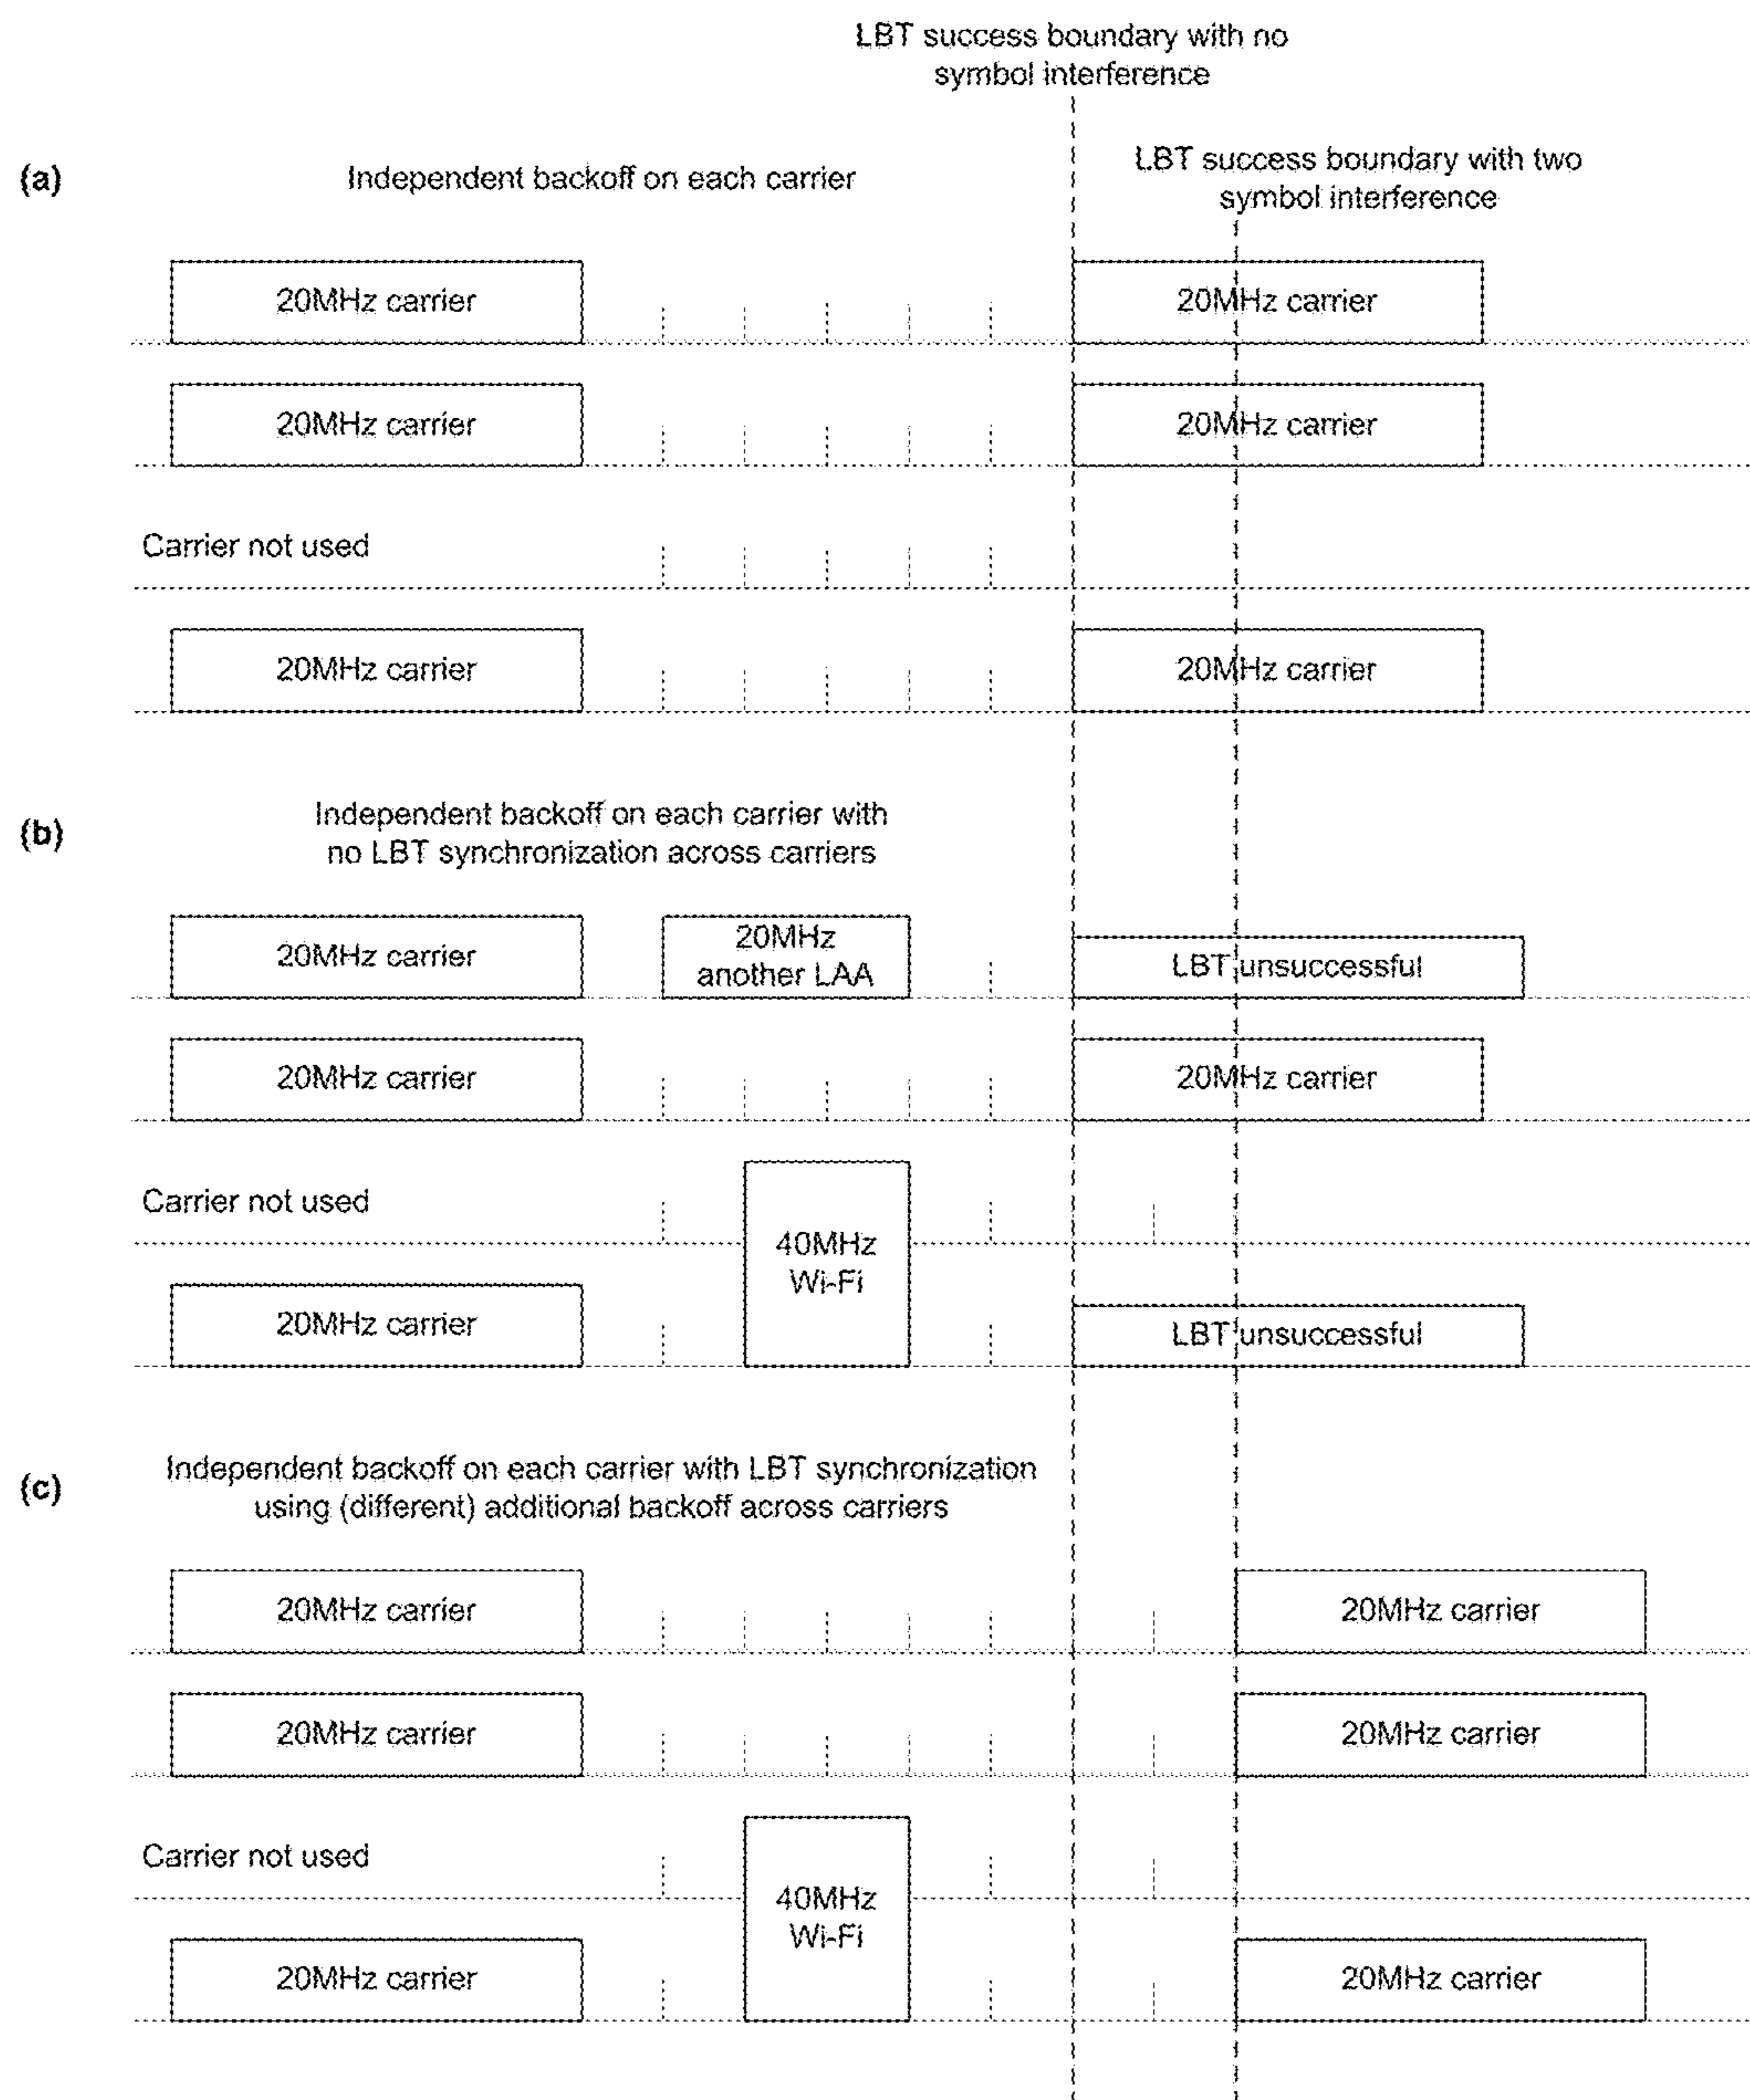 LBT success boundary with no
symbol interference
(a)
Independent backoff on each carrier
LBT success boundary with two
symbol interference
20MHz carrier
20MHz carrier
20MHz carrier
20MHz carrier
Carrier not used
20MHz carrier
20MHz carrier
(b)
Independent backoff on each carrier with
no LBT synchronization across carriers
20MHz carrier
20MHz
another LAA
LBT unsuccessful
20MHz carrier
20MHz carrier
Carrier not used
40MHz
Wi-Fi
20MHz carrier
LBT unsuccessful
(c)
Independent backoff on each carrier with LBT synchronization
using (different) additional backoff across carriers
20MHz carrier
20MHz carrier
20MHz carrier
20MHz carrier
Carrier not used
40MHz
Wi-Fi
20MHz carrier
20MHz carrier